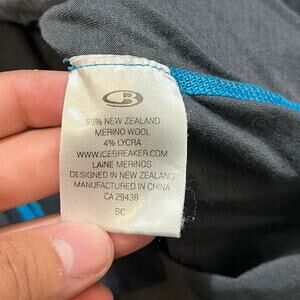 95% NEW ZEALAND
MERINO WOOL
4% LYCRA
WWW.ICEBREAKER.COM
LAINE MERINOS
DESIGNED IN NEW ZEALAND
MANUFACTURED IN CHINA
CA 29438
SC